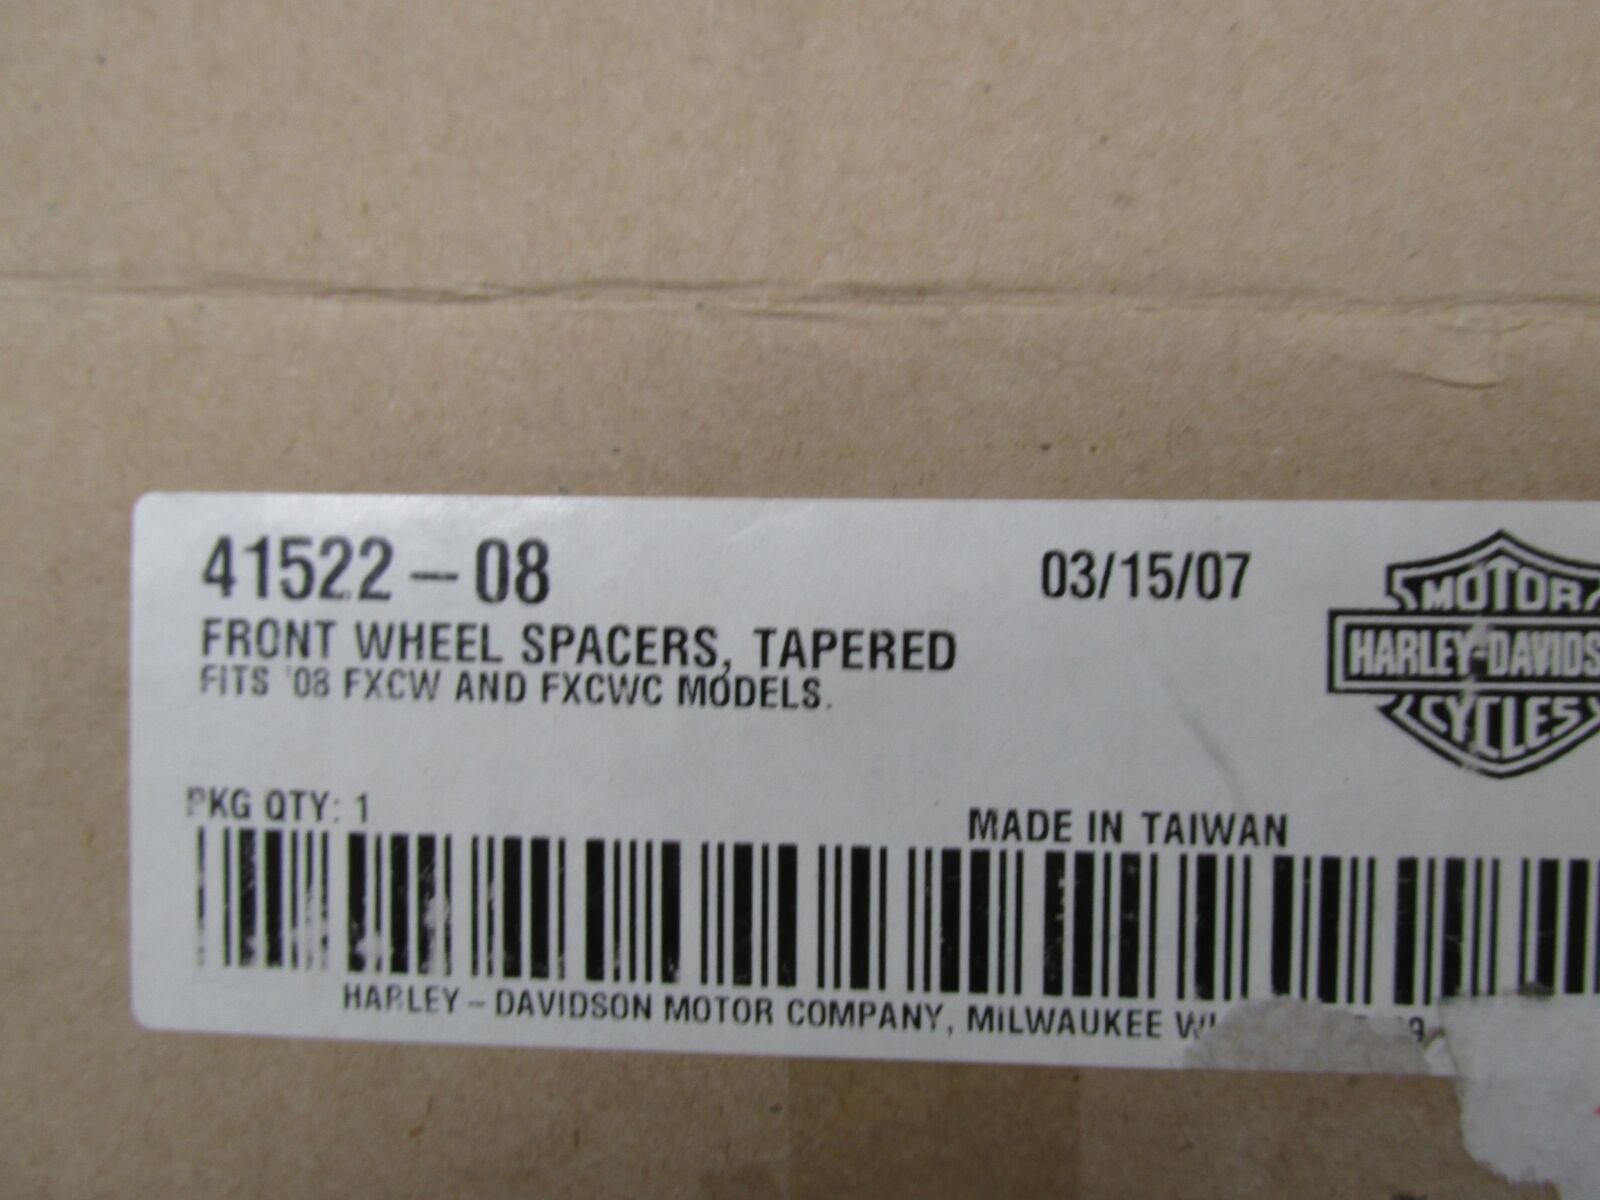 41522-08
03/15/07
FRONT WHEEL SPACERS, TAPERED
FITS '08 FXCW AND FXCWC MODELS.
MOTOR
HARLEY-DAVIDS
CYCLES
PKG QTY: 1
MADE IN TAIWAN
HARLEY-DAVIDSON MOTOR COMPANY, MILWAUKEE